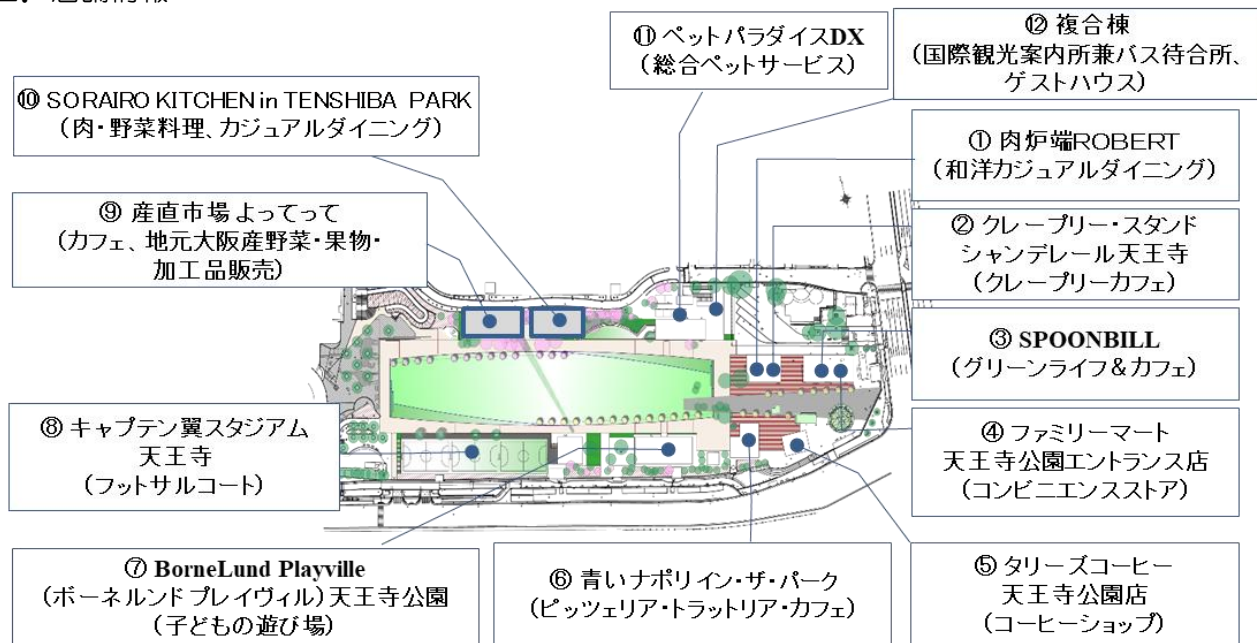 ⑪ ペットパラダイスDX
(総合ペットサービス)
⑫ 複合棟
(国際観光案内所兼バス待合所、
ゲストハウス)
⑩ SORAIRO KITCHEN in TENSHIBA PARK
(肉・野菜料理、カジュアルダイニング)
① 肉炉端ROBERT
(和洋カジュアルダイニング)
⑨ 産直市場よってって
(カフェ、地元大阪産野菜・果物・
加工品販売)
② クレープリー・スタンド
シャンデレール天王寺
(クレープリーカフェ)
③ SPOONBILL
(グリーンライフ&カフェ)
⑧ キャプテン翼スタジアム
天王寺
(フットサルコート)
④ ファミリーマート
天王寺公園エントランス店
(コンビニエンスストア)
⑦ BorneLund Playville
(ボーネルンド プレイヴィル)天王寺公園
(子どもの遊び場)
⑥ 青いナポリ イン・ザ・パーク
(ピッツェリア・トラットリア・カフェ)
⑤ タリーズコーヒー
天王寺公園店
(コーヒーショップ)